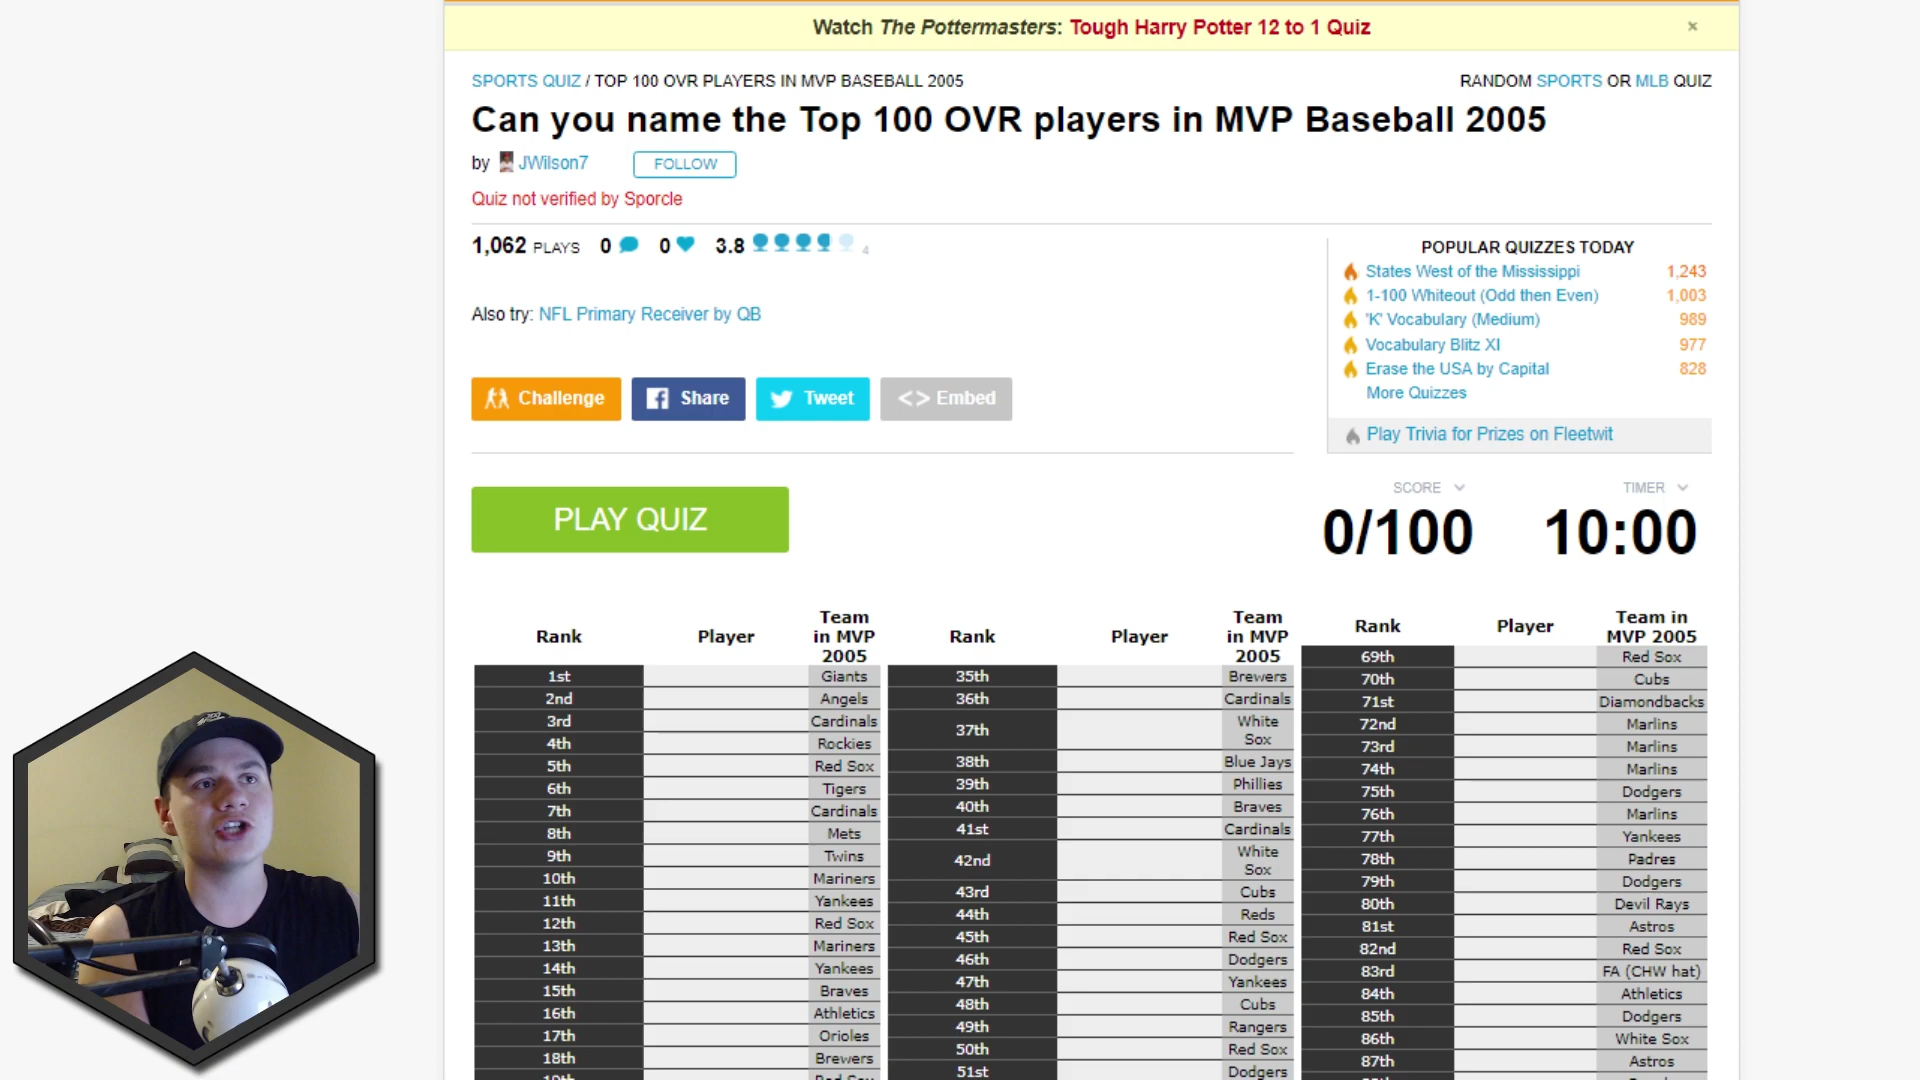 Watch The Pottermasters: Tough Harry Potter 12 to 1 Quiz ×
SPORTS QUIZ / TOP 100 OVR PLAYERS IN MVP BASEBALL 2005
RANDOM SPORTS OR MLB QUIZ
Can you name the Top 100 OVR players in MVP Baseball 2005
by JWilson7 FOLLOW
Quiz not verified by Sporcle
1,062 PLAYS 0 0 3.8 4
Also try: NFL Primary Receiver by QB
Challenge Share Tweet <> Embed
POPULAR QUIZZES TODAY
States West of the Mississippi 1,243
1-100 Whiteout (Odd then Even) 1,003
'K' Vocabulary (Medium) 989
Vocabulary Blitz XI 977
Erase the USA by Capital 828
More Quizzes
Play Trivia for Prizes on Fleetwit
PLAY QUIZ
SCORE TIMER
0/100 10:00
Rank Player Team in MVP 2005
1st Giants
2nd Angels
3rd Cardinals
4th Rockies
5th Red Sox
6th Tigers
7th Cardinals
8th Mets
9th Twins
10th Mariners
11th Yankees
12th Red Sox
13th Mariners
14th Yankees
15th Braves
16th Athletics
17th Orioles
18th Brewers
19th Red Sox
Rank Player Team in MVP 2005
35th Brewers
36th Cardinals
37th White Sox
38th Blue Jays
39th Phillies
40th Braves
41st Cardinals
42nd White Sox
43rd Cubs
44th Reds
45th Red Sox
46th Dodgers
47th Yankees
48th Cubs
49th Rangers
50th Red Sox
51st Dodgers
Rank Player Team in MVP 2005
69th Red Sox
70th Cubs
71st Diamondbacks
72nd Marlins
73rd Marlins
74th Marlins
75th Dodgers
76th Marlins
77th Yankees
78th Padres
79th Dodgers
80th Devil Rays
81st Astros
82nd Red Sox
83rd FA (CHW hat)
84th Athletics
85th Dodgers
86th White Sox
87th Astros